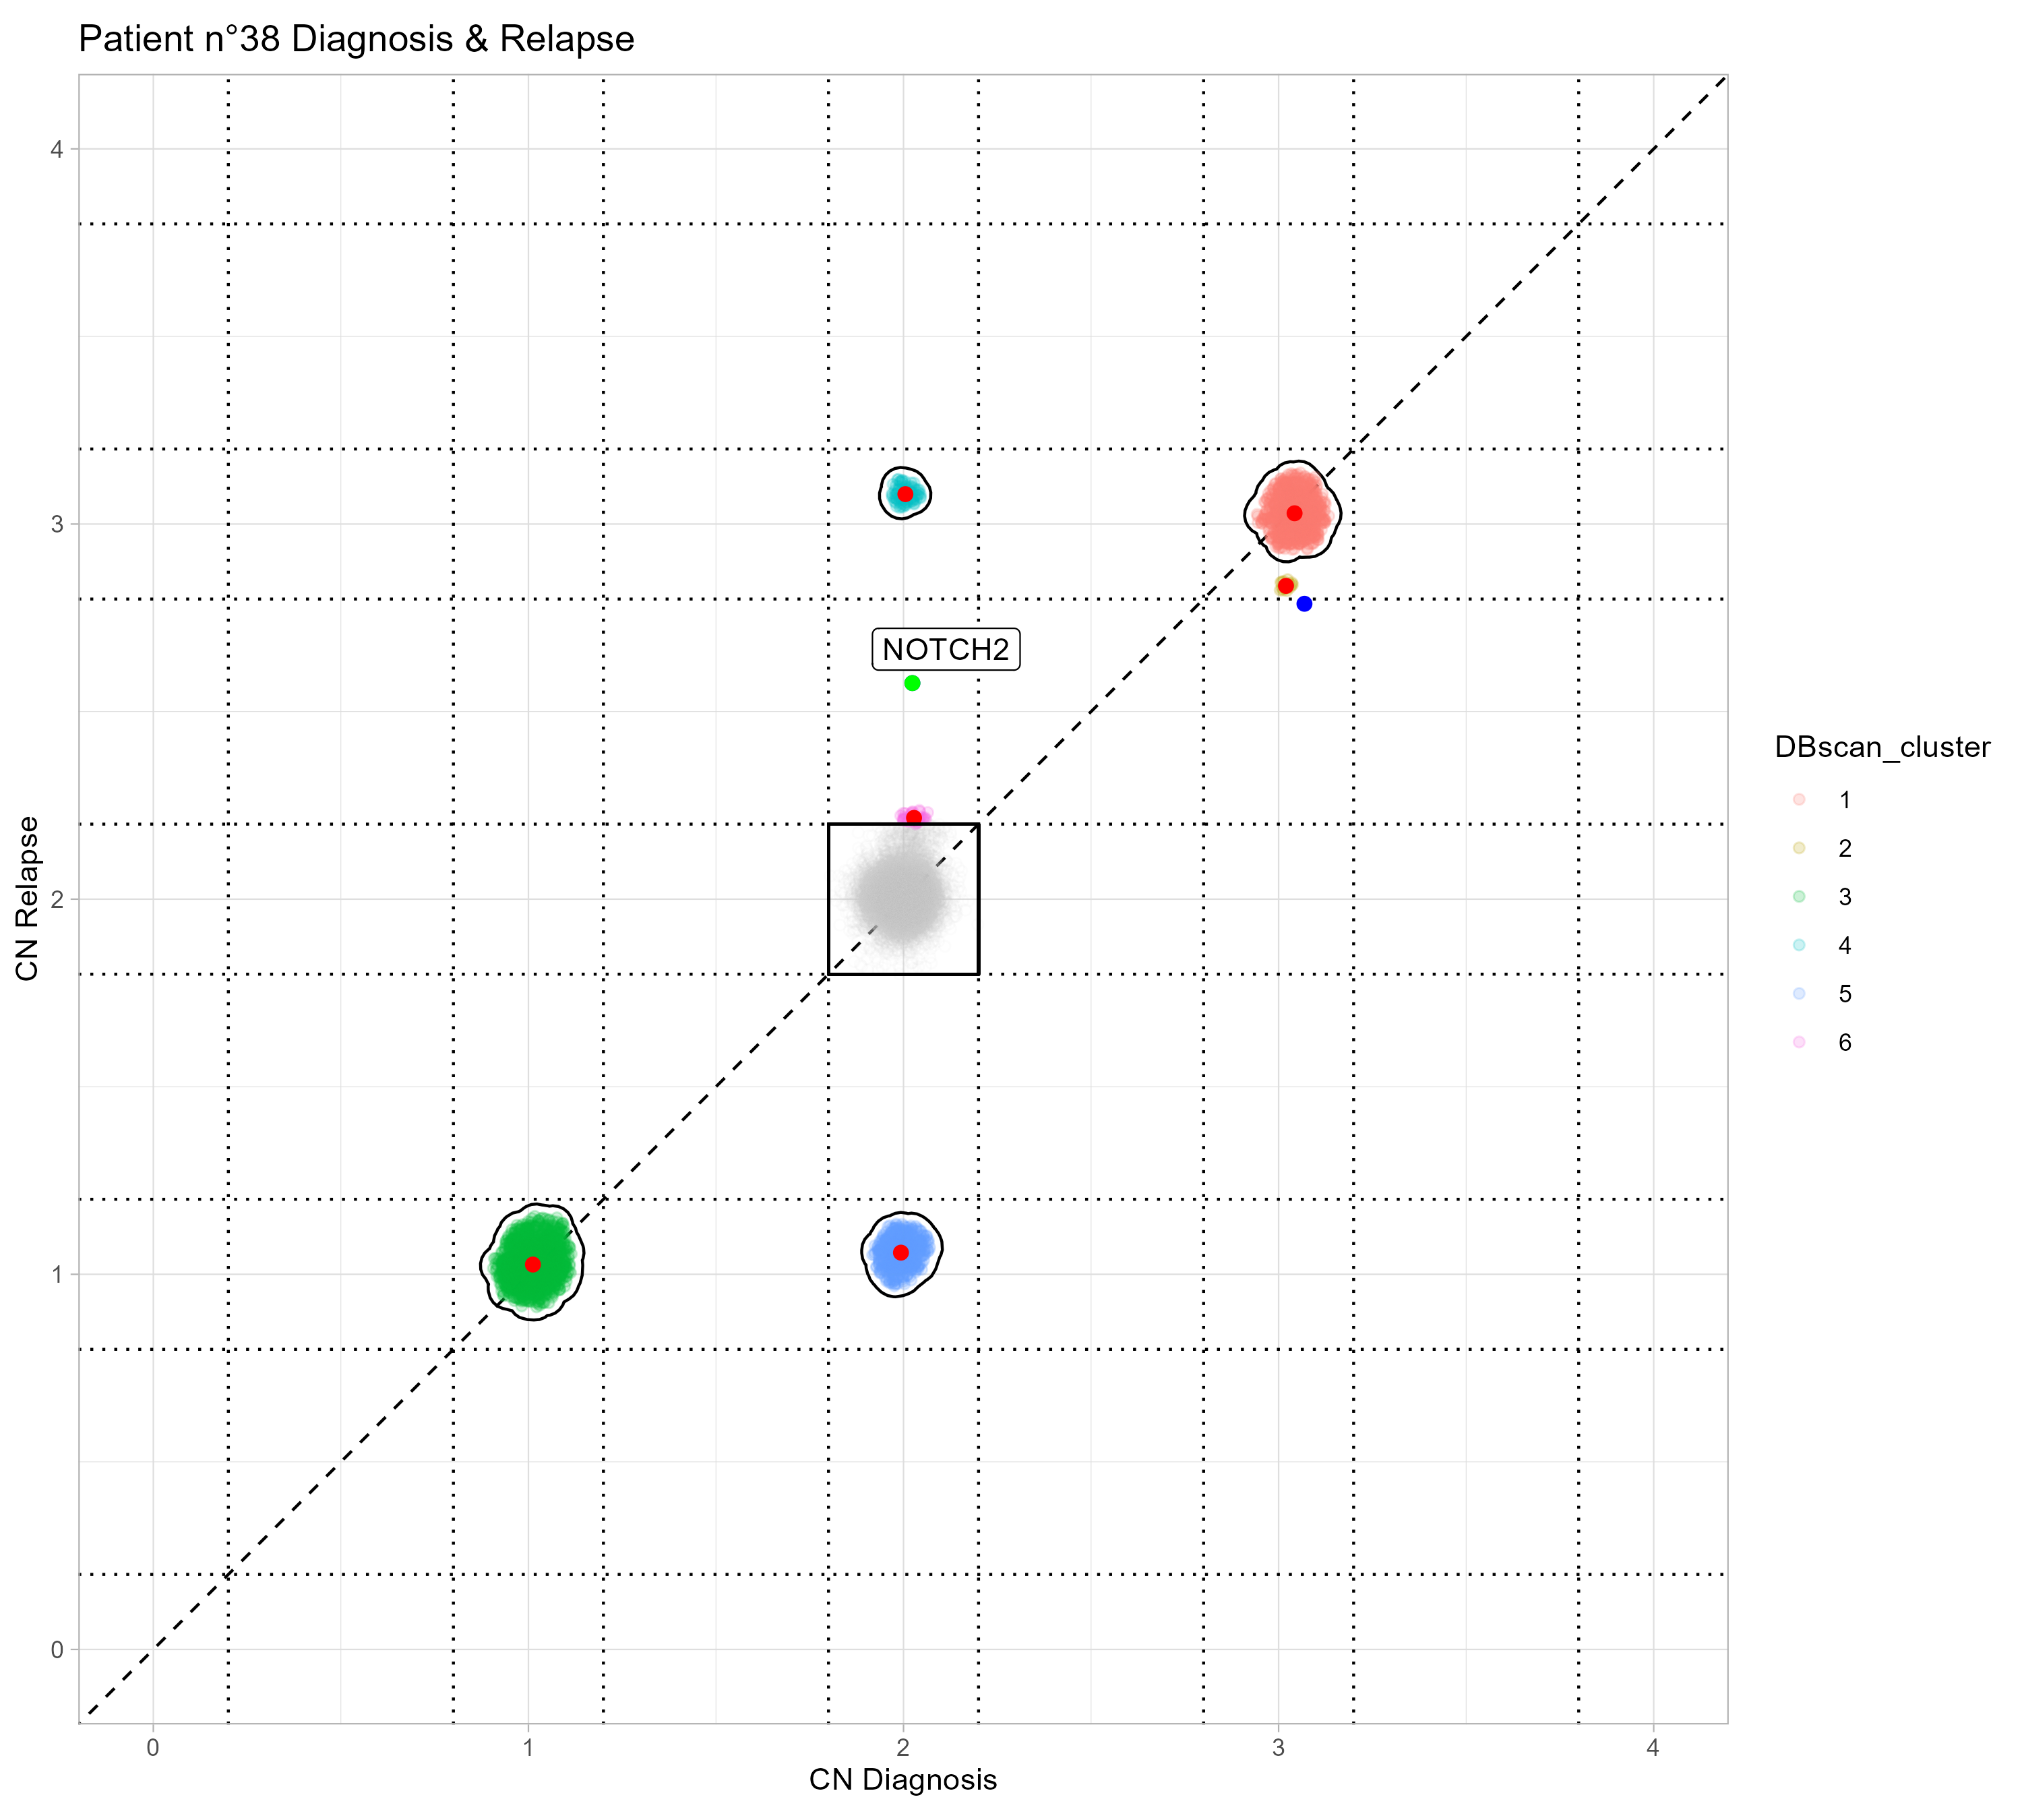 Patient n°38 Diagnosis & Relapse
4
3
2
1
0
CN Relapse
NOTCH2
0 1 2 3 4
CN Diagnosis
DBscan_cluster
1
2
3
4
5
6